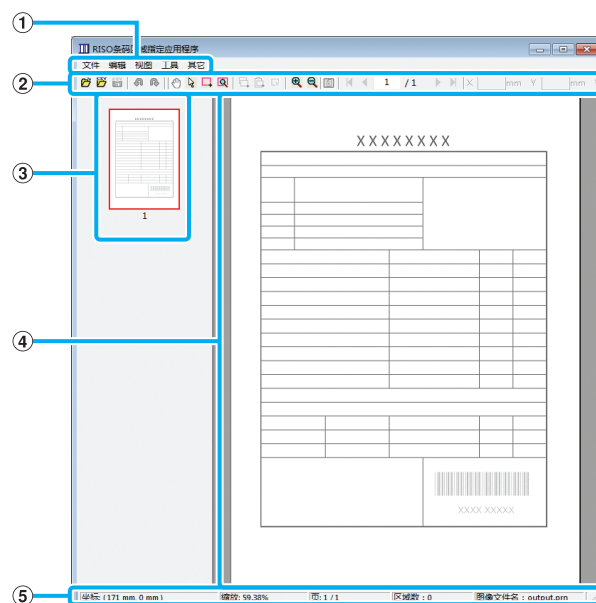 1
RISO条码区域指定应用程序
文件 编辑 视图 工具 其它
2
1 / 1 X mm Y mm
3
1
XXXXXXXX
4
XXXX XXXXX
5
坐标: (171 mm, 0 mm) 缩放: 59.38% 页: 1 / 1 区域数 : 0 图像文件名 : output.prn